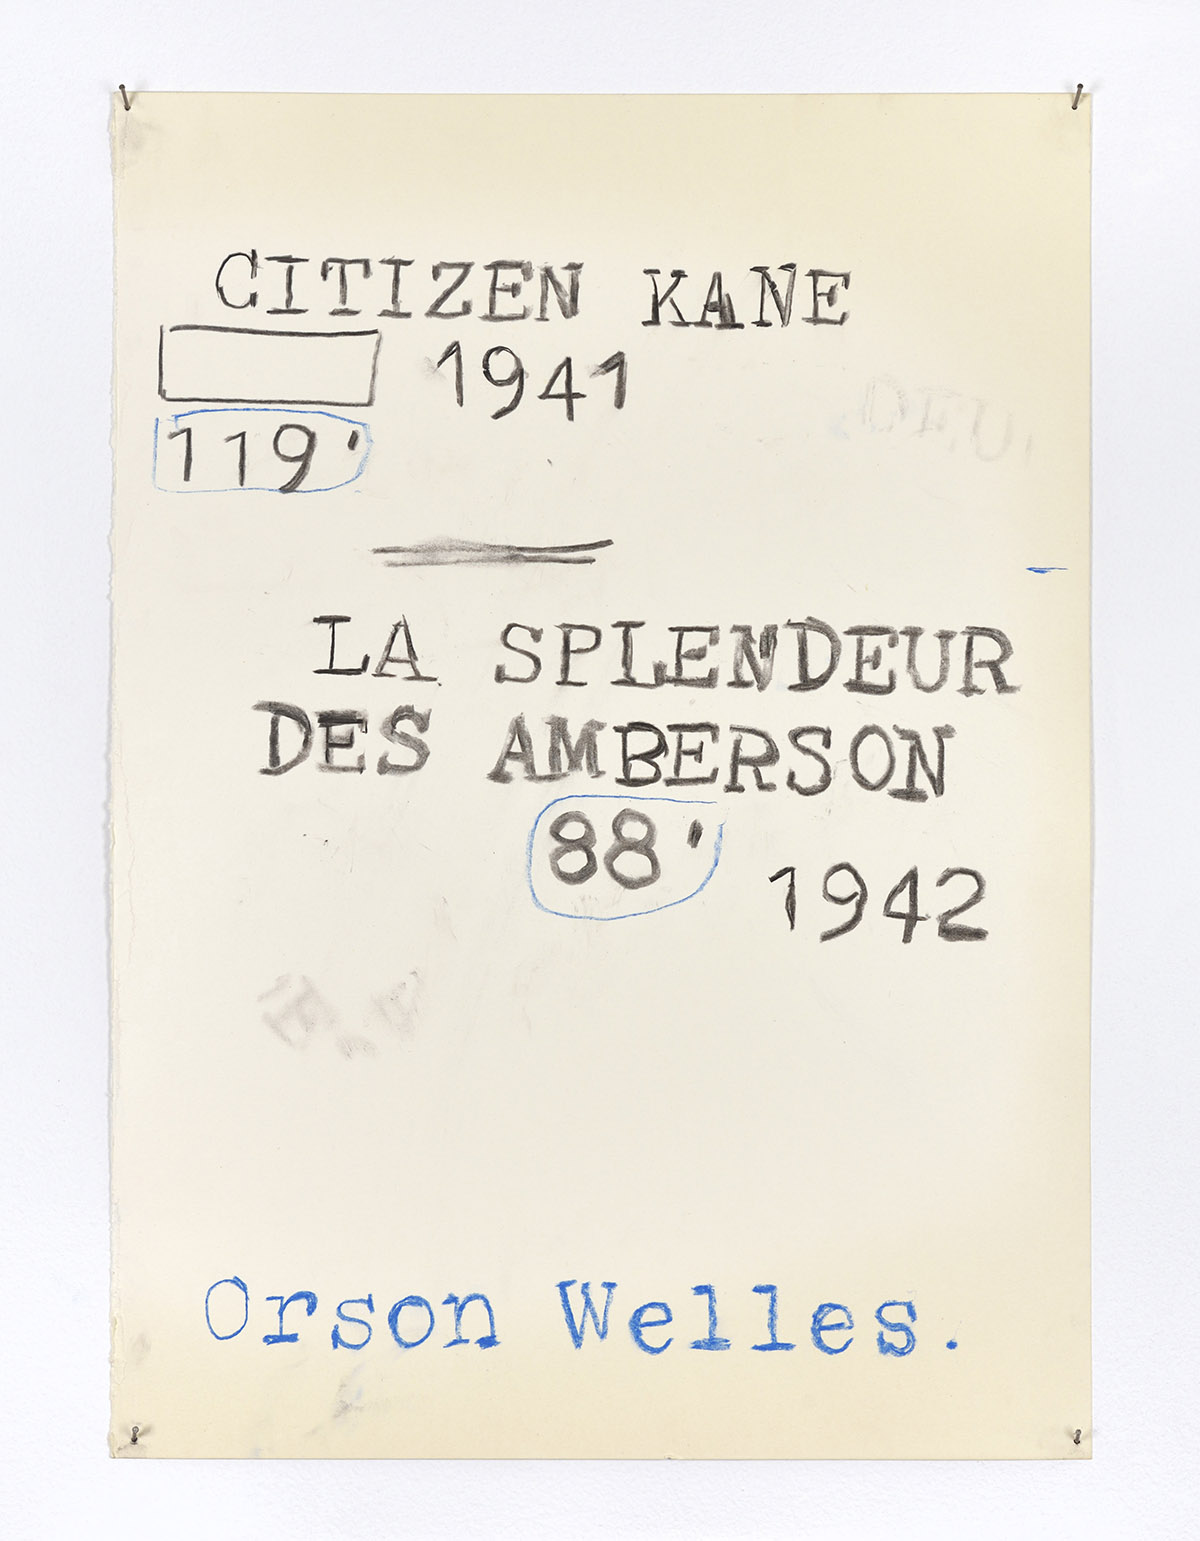 CITIZEN KANE
1941
119'
LA SPLENDEUR
DES AMBERSON
88'
1942
Orson Welles.